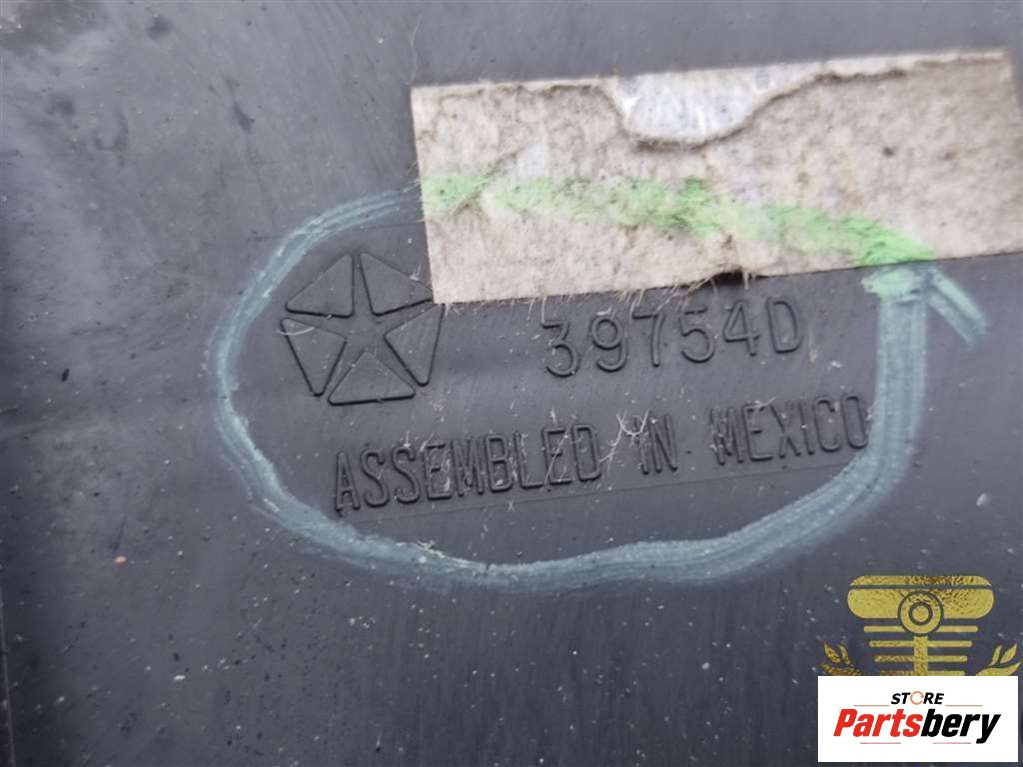 39754D
ASSEMBLED IN MEXICO
STORE
Partsbery